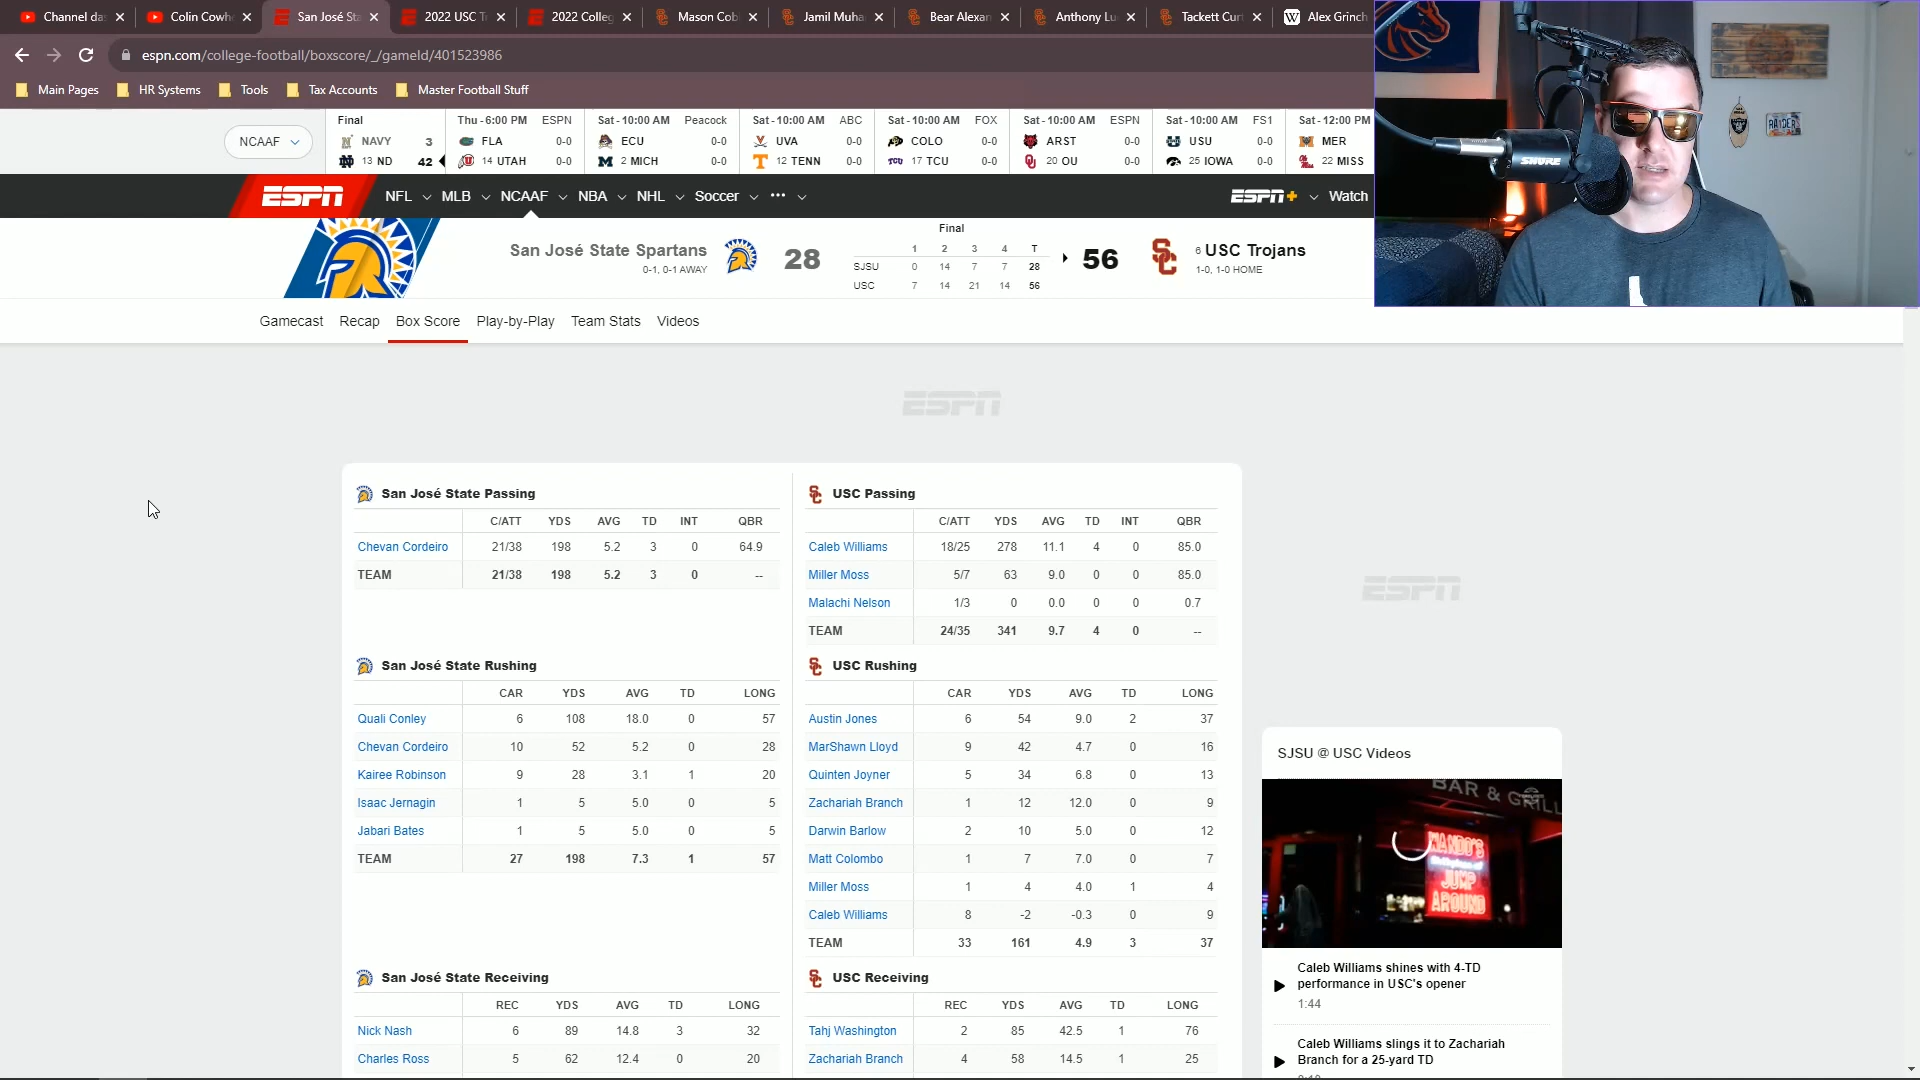 Channel da
Colin Cowh
San José Sta
2022 USC T
2022 Colleg
Mason Cob
Jamil Muha
Bear Alexan
Anthony Lu
Tackett Curt
Alex Grinch
espn.com/college-football/boxscore/_/gameId/401523986
Main Pages HR Systems Tools Tax Accounts Master Football Stuff
NCAAF
Final
NAVY 3
13 ND 42
Thu - 6:00 PM ESPN
FLA 0-0
14 UTAH 0-0
Sat - 10:00 AM Peacock
ECU 0-0
2 MICH 0-0
Sat - 10:00 AM ABC
UVA 0-0
12 TENN 0-0
Sat - 10:00 AM FOX
COLO 0-0
17 TCU 0-0
Sat - 10:00 AM ESPN
ARST 0-0
20 OU 0-0
Sat - 10:00 AM FS1
USU 0-0
25 IOWA 0-0
Sat - 12:00 PM
MER
22 MISS
ESPN NFL MLB NCAAF NBA NHL Soccer ••• ESPN+ Watch
San José State Spartans
0-1, 0-1 AWAY
28
Final
1 2 3 4 T
SJSU 0 14 7 7 28
USC 7 14 21 14 56
56
6 USC Trojans
1-0, 1-0 HOME
Gamecast Recap Box Score Play-by-Play Team Stats Videos
ESPN
San José State Passing
C/ATT YDS AVG TD INT QBR
Chevan Cordeiro 21/38 198 5.2 3 0 64.9
TEAM 21/38 198 5.2 3 0 --
USC Passing
C/ATT YDS AVG TD INT QBR
Caleb Williams 18/25 278 11.1 4 0 85.0
Miller Moss 5/7 63 9.0 0 0 85.0
Malachi Nelson 1/3 0 0.0 0 0 0.7
TEAM 24/35 341 9.7 4 0 --
San José State Rushing
CAR YDS AVG TD LONG
Quali Conley 6 108 18.0 0 57
Chevan Cordeiro 10 52 5.2 0 28
Kairee Robinson 9 28 3.1 1 20
Isaac Jernagin 1 5 5.0 0 5
Jabari Bates 1 5 5.0 0 5
TEAM 27 198 7.3 1 57
USC Rushing
CAR YDS AVG TD LONG
Austin Jones 6 54 9.0 2 37
MarShawn Lloyd 9 42 4.7 0 16
Quinten Joyner 5 34 6.8 0 13
Zachariah Branch 1 12 12.0 0 9
Darwin Barlow 2 10 5.0 0 12
Matt Colombo 1 7 7.0 0 7
Miller Moss 1 4 4.0 1 4
Caleb Williams 8 -2 -0.3 0 9
TEAM 33 161 4.9 3 37
San José State Receiving
REC YDS AVG TD LONG
Nick Nash 6 89 14.8 3 32
Charles Ross 5 62 12.4 0 20
USC Receiving
REC YDS AVG TD LONG
Tahj Washington 2 85 42.5 1 76
Zachariah Branch 4 58 14.5 1 25
ESPN
SJSU @ USC Videos
BAR & GRILL
WANDO'S
JUMP
AROUND
Caleb Williams shines with 4-TD
performance in USC's opener
1:44
Caleb Williams slings it to Zachariah
Branch for a 25-yard TD
SHURE
RAIDER